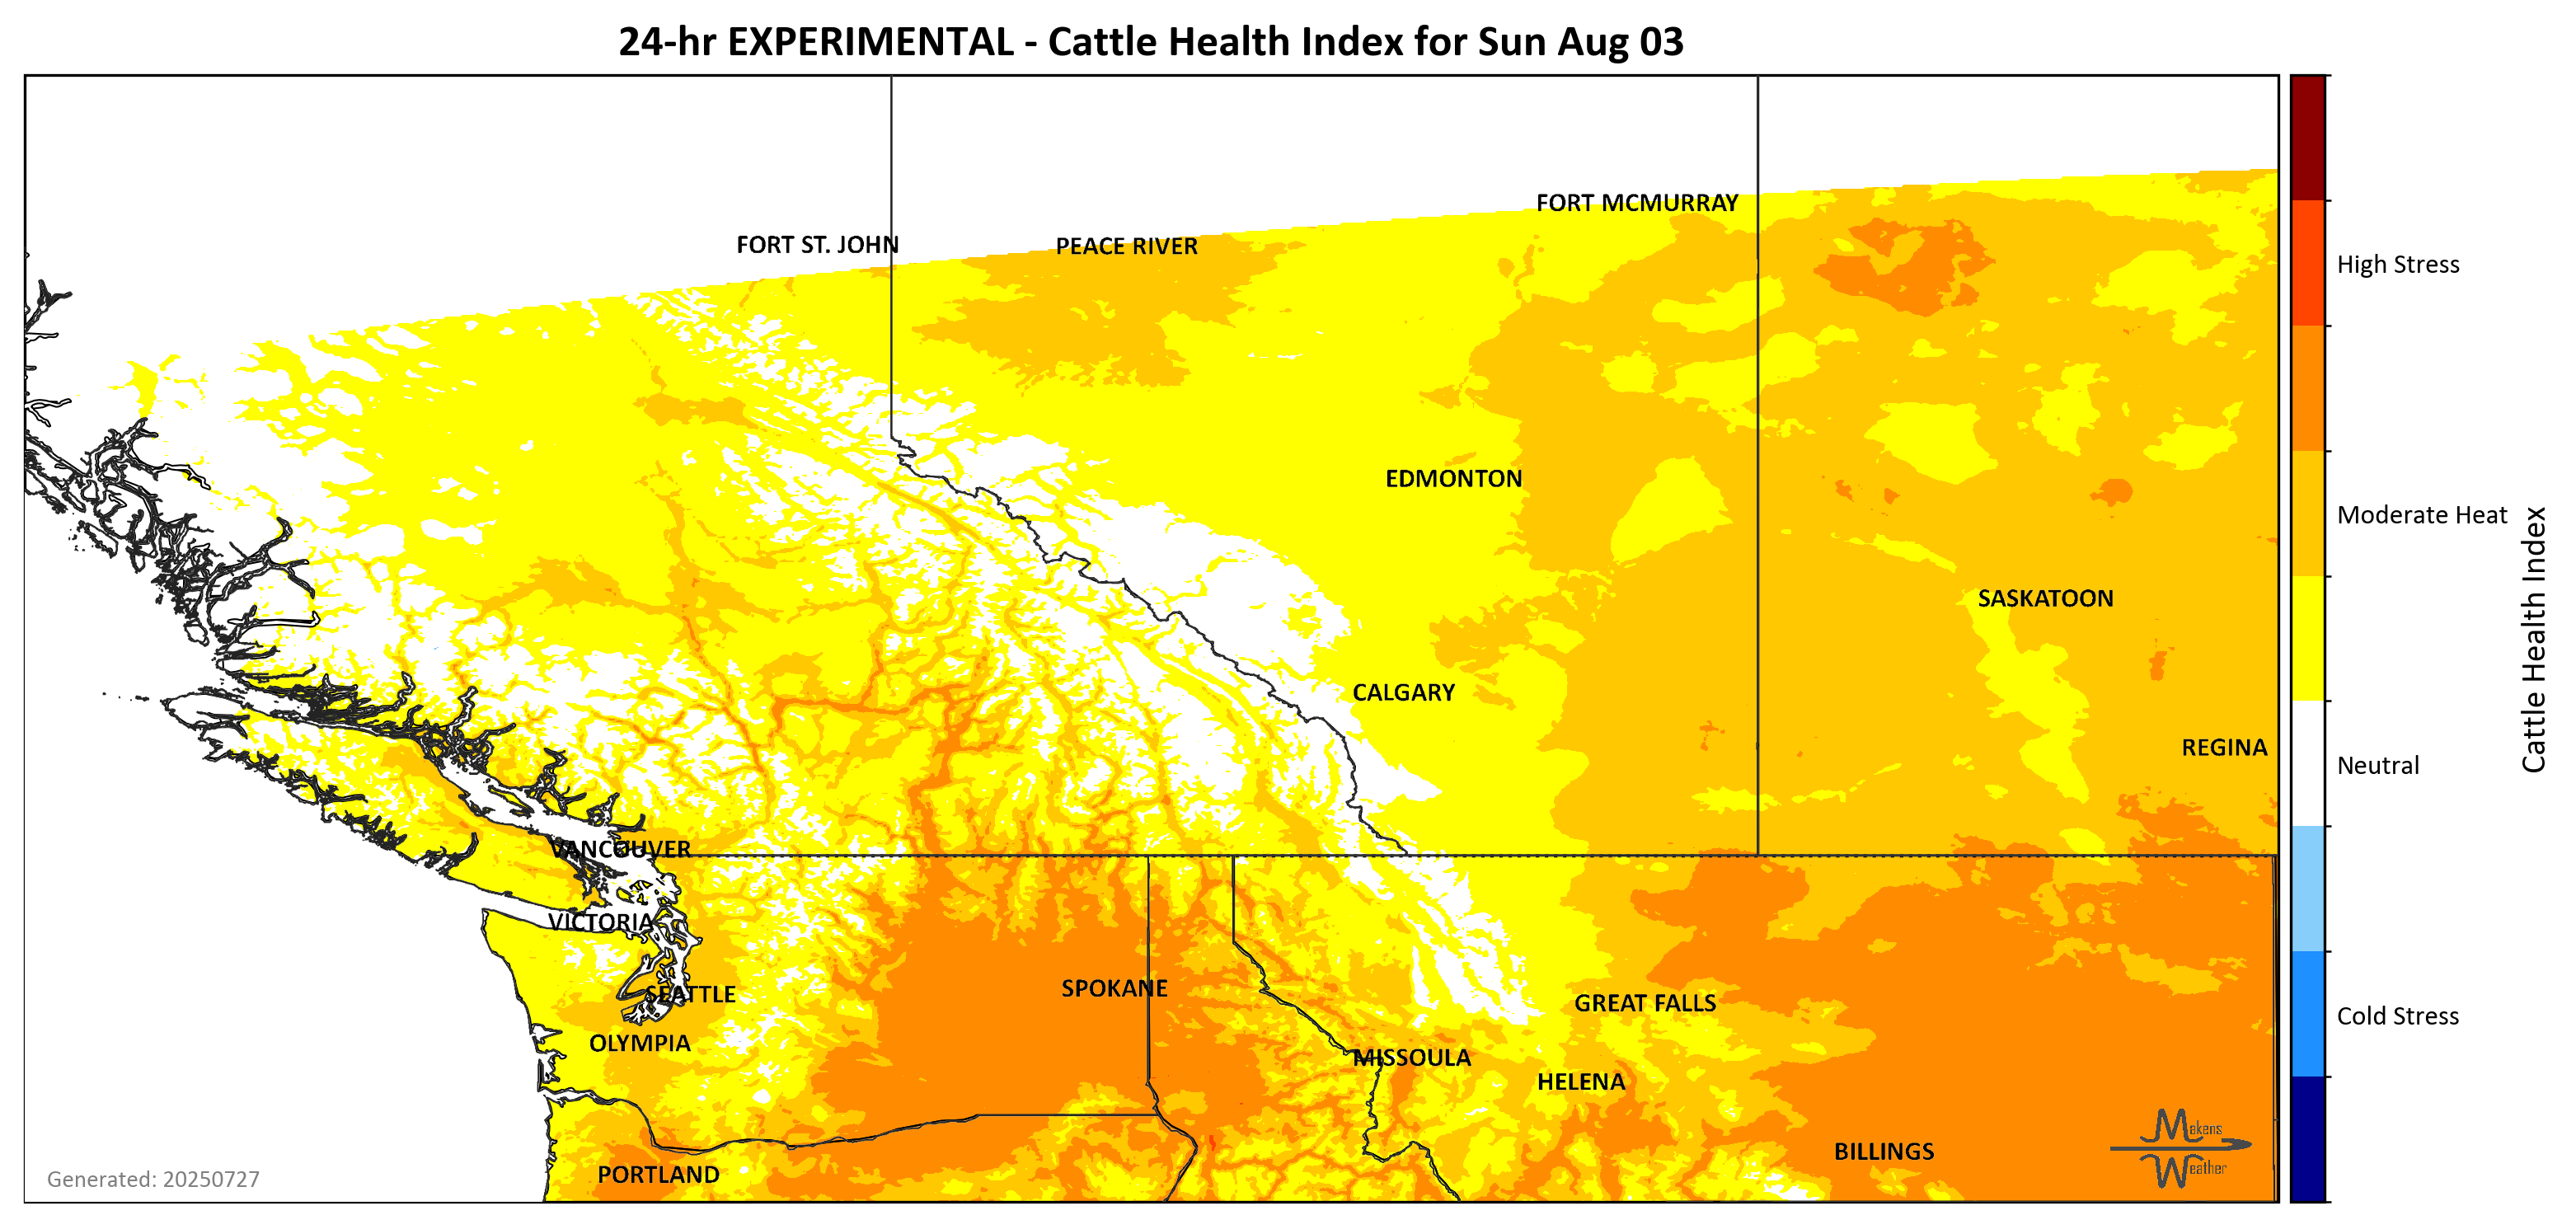 24-hr EXPERIMENTAL - Cattle Health Index for Sun Aug 03
FORT MCMURRAY
FORT ST. JOHN
PEACE RIVER
High Stress
EDMONTON
Moderate Heat
SASKATOON
CALGARY
Cattle Health Index
REGINA
Neutral
VANCOUVER
VICTORIA
SEATTLE
SPOKANE
GREAT FALLS
Cold Stress
OLYMPIA
MISSOULA
HELENA
Makens
BILLINGS
Weather
PORTLAND
Generated: 20250727